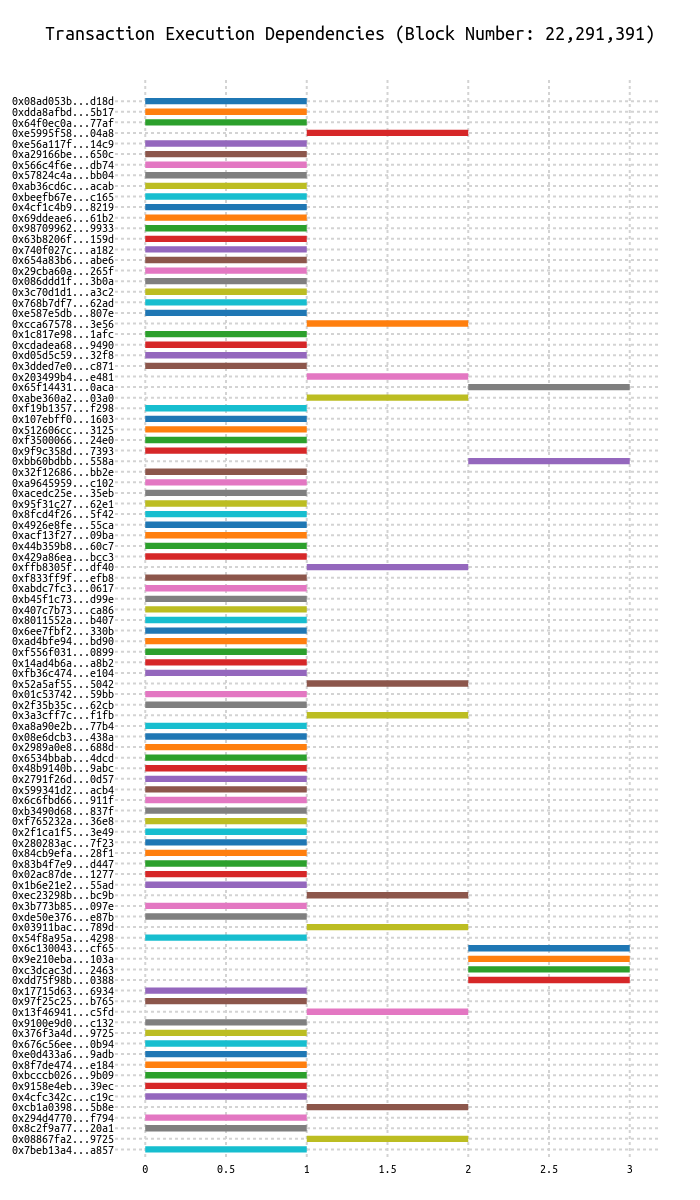 Transaction Execution Dependencies (Block Number: 22,291,391)
0x08ad053b...d18d
0xdda8afbd...5b17
0x64f0ec0a...77af
0xe5995f58...04a8
0xe56a117f...14c9
0xa29166be...650c
0x566c4f6e...db74
0x57824c4a...bb04
0xab36cd6c...acab
0xbeefb67e...c165
0x4cf1c4b9...8219
0x69ddeae6...61b2
0x98709962...9933
0x63b8206f...159d
0x740f027c...a182
0x654a83b6...abe6
0x29cba60a...265f
0x086ddd1f...3b0a
0x3c70d1d1...a3c2
0x768b7df7...62ad
0xe587e5db...807e
0xcca67578...3e56
0x1c817e98...1afc
0xcdadea68...9490
0xd05d5c59...32f8
0x3dded7e0...c871
0x203499b4...e481
0x65f14431...0aca
0xabe360a2...03a0
0xf19b1357...f298
0x107ebff0...1603
0x512606cc...3125
0xf3500066...24e0
0x9f9c358d...7393
0xbb60bdbb...558a
0x32f12686...bb2e
0xa9645959...c102
0xacedc25e...35eb
0x95f31c27...62e1
0x8fcd4f26...5f42
0x4926e8fe...55ca
0xacf13f27...09ba
0x44b359b8...60c7
0x429a86ea...bcc3
0xffb8305f...df40
0xf833ff9f...efb8
0xabdc7fc3...0617
0xb45f1c73...d99e
0x407c7b73...ca86
0x8011552a...b407
0x6ee7fbf2...330b
0xad4bfe94...bd90
0xf556f031...0899
0x14ad4b6a...a8b2
0xfb36c474...e104
0x52a5af55...5042
0x01c53742...59bb
0x2f35b35c...62cb
0x3a3cff7c...f1fb
0xa8a90e2b...77b4
0x08e6dcb3...438a
0x2989a0e8...688d
0x6534bbab...4dcd
0x48b9140b...9abc
0x2791f26d...0d57
0x599341d2...acb4
0x6c6fbd66...911f
0xb3490d68...837f
0xf765232a...36e8
0x2f1ca1f5...3e49
0x280283ac...7f23
0x84cb9efa...28f1
0x83b4f7e9...d447
0x02ac87de...1277
0x1b6e21e2...55ad
0xec23298b...bc9b
0x3b773b85...097e
0xde50e376...e87b
0x03911bac...789d
0x54f8a95a...4298
0x6c130043...cf65
0x9e210eba...103a
0xc3dcac3d...2463
0xdd75f98b...0388
0x17715d63...6934
0x97f25c25...b765
0x13f46941...c5fd
0x9100e9d0...c132
0x376f3a4d...9725
0x676c56ee...0b94
0xe0d433a6...9adb
0x8f7de474...e184
0xbcccb026...9b09
0x9158e4eb...39ec
0x4cfc342c...c19c
0xcb1a0398...5b8e
0x294d4770...f794
0x8c2f9a77...20a1
0x08867fa2...9725
0x7beb13a4...a857
0 0.5 1 1.5 2 2.5 3